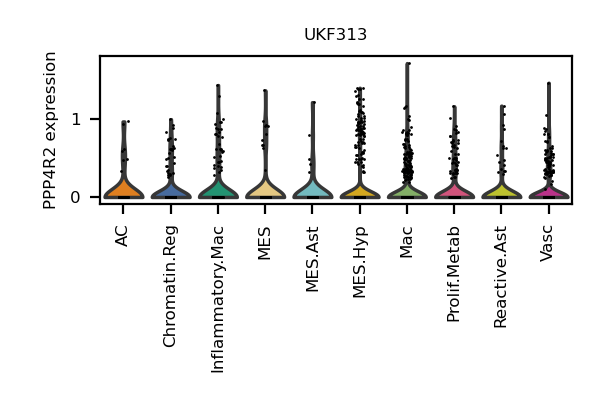 UKF313
PPP4R2 expression
1
0
AC
Chromatin.Reg
Inflammatory.Mac
MES
MES.Ast
MES.Hyp
Mac
Prolif.Metab
Reactive.Ast
Vasc